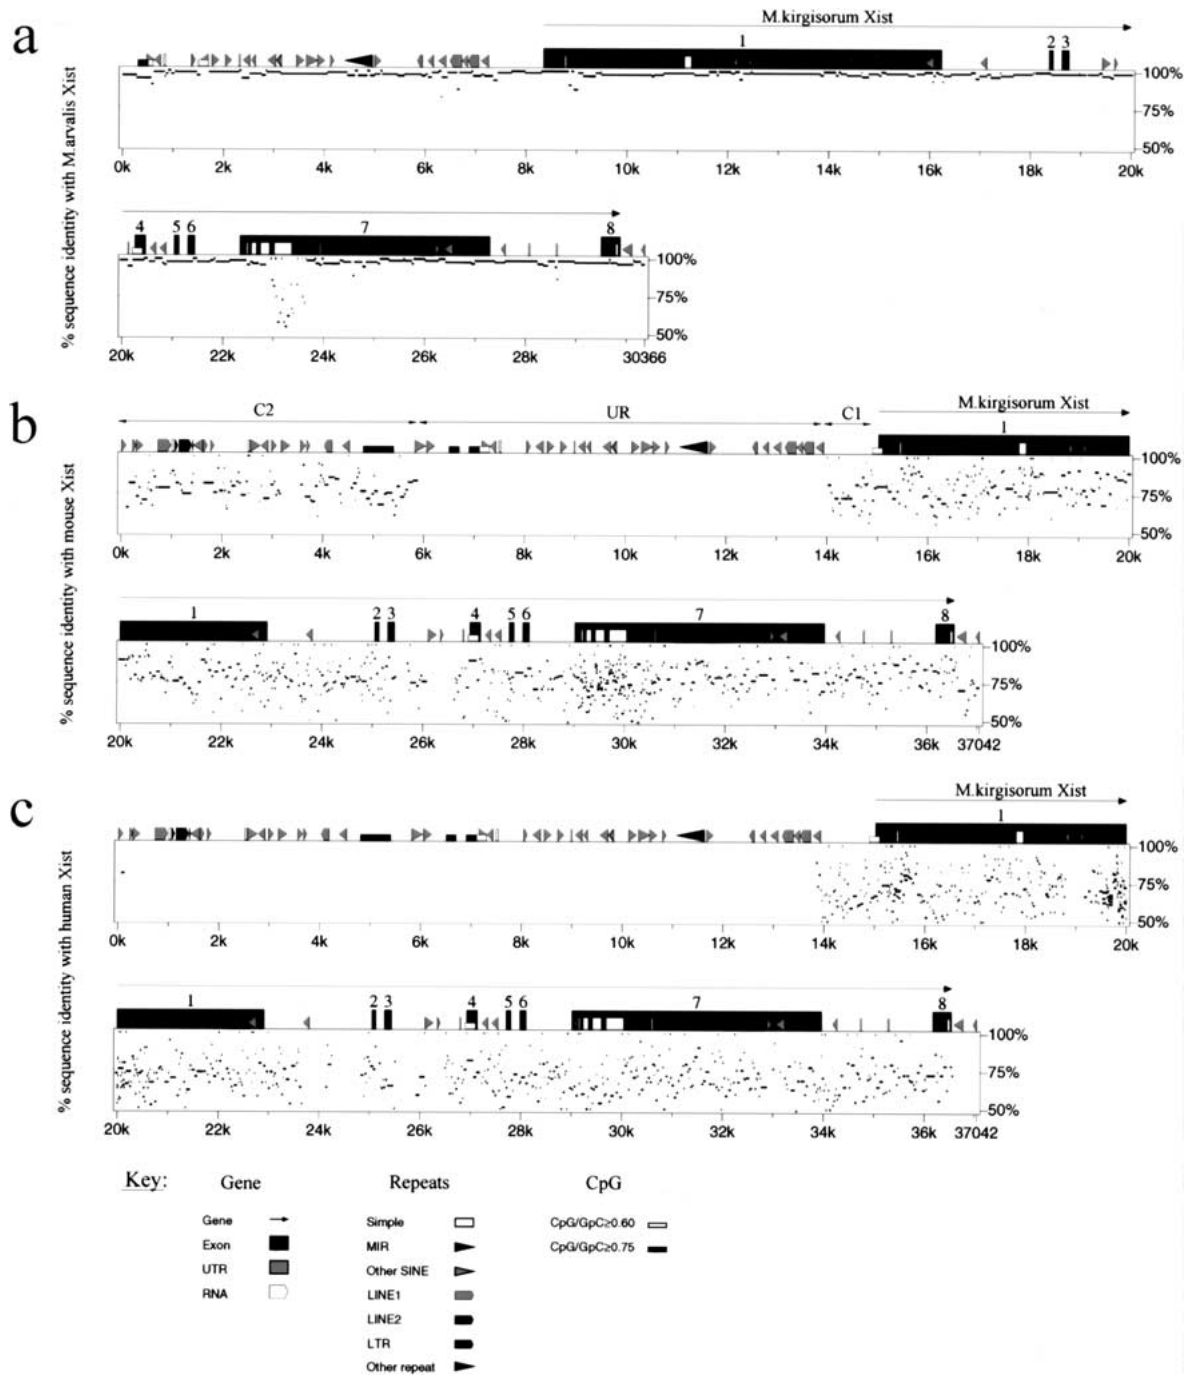 a
M.kirgisorum Xist
1
2 3
100%
75%
50%
% sequence identity with M.arvalis Xist
0k 2k 4k 6k 8k 10k 12k 14k 16k 18k 20k
4 5 6 7 8
100%
75%
50%
20k 22k 24k 26k 28k 30366
b
C2 UR C1 M.kirgisorum Xist
1
100%
75%
50%
% sequence identity with mouse Xist
0k 2k 4k 6k 8k 10k 12k 14k 16k 18k 20k
1 2 3 4 5 6 7 8
100%
75%
50%
20k 22k 24k 26k 28k 30k 32k 34k 36k 37042
c
M.kirgisorum Xist
1
100%
75%
50%
% sequence identity with human Xist
0k 2k 4k 6k 8k 10k 12k 14k 16k 18k 20k
1 2 3 4 5 6 7 8
100%
75%
50%
20k 22k 24k 26k 28k 30k 32k 34k 36k 37042
Key: Gene Repeats CpG
Gene Simple CpG/GpC≥0.60
Exon MIR CpG/GpC≥0.75
UTR Other SINE
RNA LINE1
LINE2
LTR
Other repeat